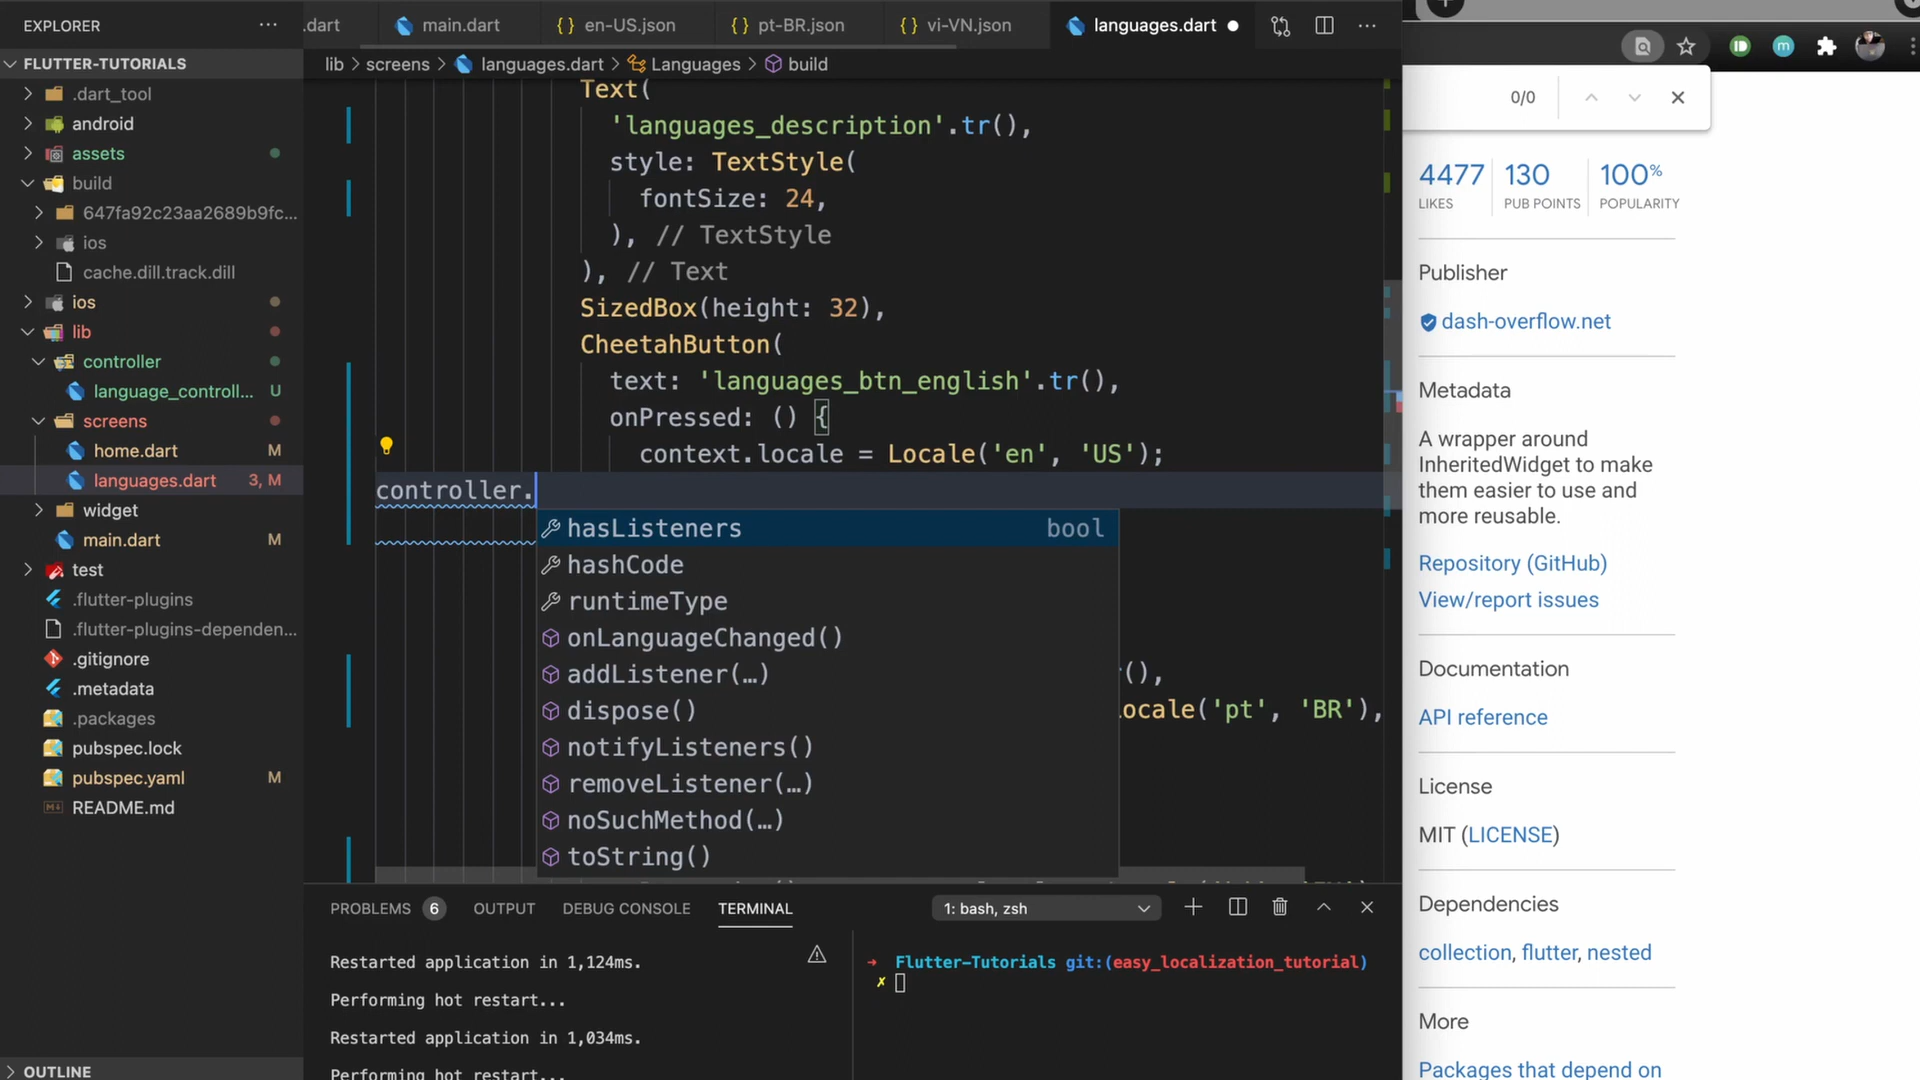 EXPLORER
FLUTTER-TUTORIALS
.dart_tool
android
assets
build
647fa92c23aa2689b9fc...
ios
cache.dill.track.dill
ios
lib
controller
language_controll... U
screens
home.dart M
languages.dart 3, M
widget
main.dart M
test
.flutter-plugins
.flutter-plugins-dependen...
.gitignore
.metadata
.packages
pubspec.lock
pubspec.yaml M
README.md
OUTLINE
.dart
main.dart
{} en-US.json
{} pt-BR.json
{} vi-VN.json
languages.dart
lib > screens > languages.dart > Languages > build
Text(
'languages_description'.tr(),
style: TextStyle(
fontSize: 24,
), // TextStyle
), // Text
SizedBox(height: 32),
CheetahButton(
text: 'languages_btn_english'.tr(),
onPressed: () {
context.locale = Locale('en', 'US');
controller.
hasListeners bool
hashCode
runtimeType
onLanguageChanged()
addListener(…)
dispose()
notifyListeners()
removeListener(…)
noSuchMethod(…)
toString()
(),
ocale('pt', 'BR'),
PROBLEMS 6
OUTPUT
DEBUG CONSOLE
TERMINAL
1: bash, zsh
Restarted application in 1,124ms.
Performing hot restart...
Restarted application in 1,034ms.
Performing hot restart...
→ Flutter-Tutorials git:(easy_localization_tutorial)
✗
m
0/0
4477
LIKES
130
PUB POINTS
100%
POPULARITY
Publisher
dash-overflow.net
Metadata
A wrapper around
InheritedWidget to make
them easier to use and
more reusable.
Repository (GitHub)
View/report issues
Documentation
API reference
License
MIT (LICENSE)
Dependencies
collection, flutter, nested
More
Packages that depend on